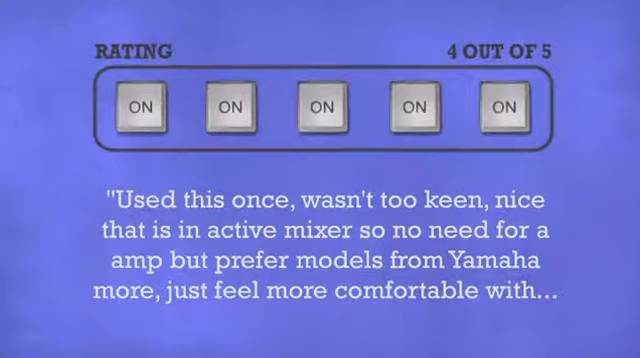 RATING 4 OUT OF 5
ON ON ON ON ON
"Used this once, wasn't too keen, nice
that is in active mixer so no need for a
amp but prefer models from Yamaha
more, just feel more comfortable with...